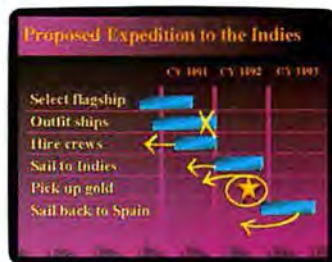 Proposed Expedition to the Indies
CY 1491 CY 1492 CY 1493
Select flagship
Outfit ships
Hire crews
Sail to Indies
Pick up gold
Sail back to Spain